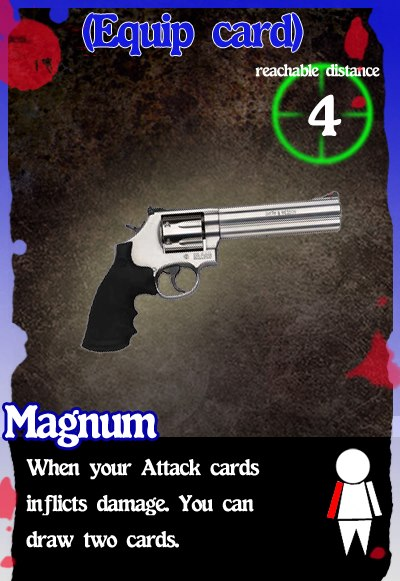 (Equip card)
reachable distance
4
Magnum
When your Attack cards
inflicts damage. You can
draw two cards.